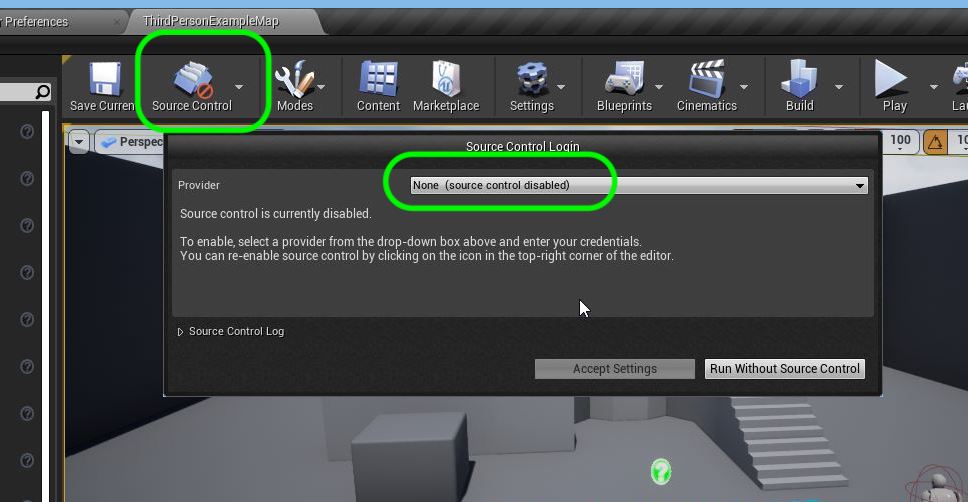 r Preferences
ThirdPersonExampleMap
Save Curren
Source Control
Modes
Content
Marketplace
Settings
Blueprints
Cinematics
Build
Play
Lau
Perspec
100
10
Source Control Login
Provider
None (source control disabled)
Source control is currently disabled.
To enable, select a provider from the drop-down box above and enter your credentials.
You can re-enable source control by clicking on the icon in the top-right corner of the editor.
Source Control Log
Accept Settings
Run Without Source Control